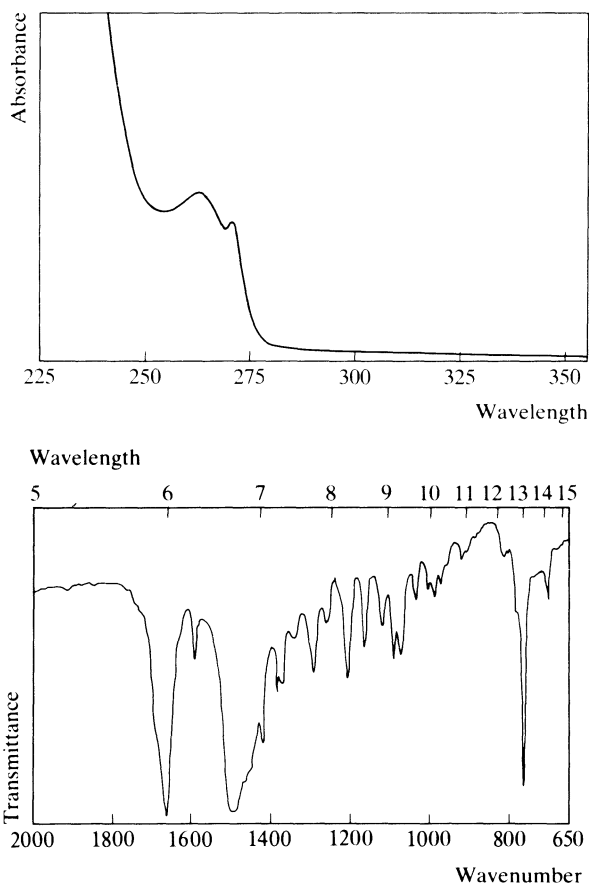 Absorbance
225 250 275 300 325 350
Wavelength
Wavelength
5 6 7 8 9 10 11 12 13 14 15
Transmittance
2000 1800 1600 1400 1200 1000 800 650
Wavenumber